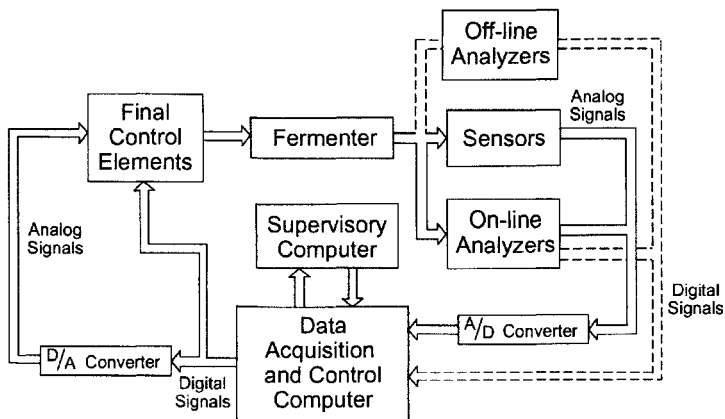 Off-line
Analyzers
Final
Control
Elements
Fermenter
Sensors
Analog
Signals
On-line
Analyzers
Analog
Signals
Supervisory
Computer
Digital
Signals
D/A Converter
Digital
Signals
Data
Acquisition
and Control
Computer
A/D Converter